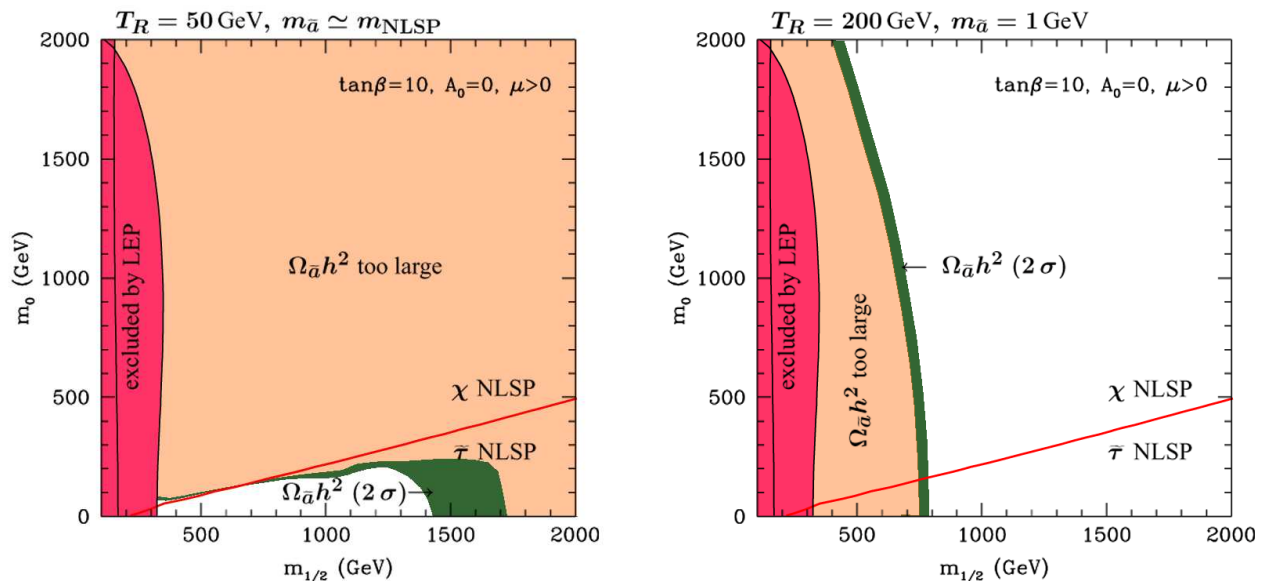 T_R = 50 GeV, m_ã ≃ m_NLSP
2000
1500
1000
500
0
m_0 (GeV)
tanβ=10, A_0=0, μ>0
excluded by LEP
Ω_ã h² too large
χ NLSP
τ̃ NLSP
Ω_ã h² (2 σ)
500 1000 1500 2000
m_1/2 (GeV)
T_R = 200 GeV, m_ã = 1 GeV
2000
1500
1000
500
0
m_0 (GeV)
tanβ=10, A_0=0, μ>0
excluded by LEP
Ω_ã h² too large
Ω_ã h² (2 σ)
χ NLSP
τ̃ NLSP
500 1000 1500 2000
m_1/2 (GeV)